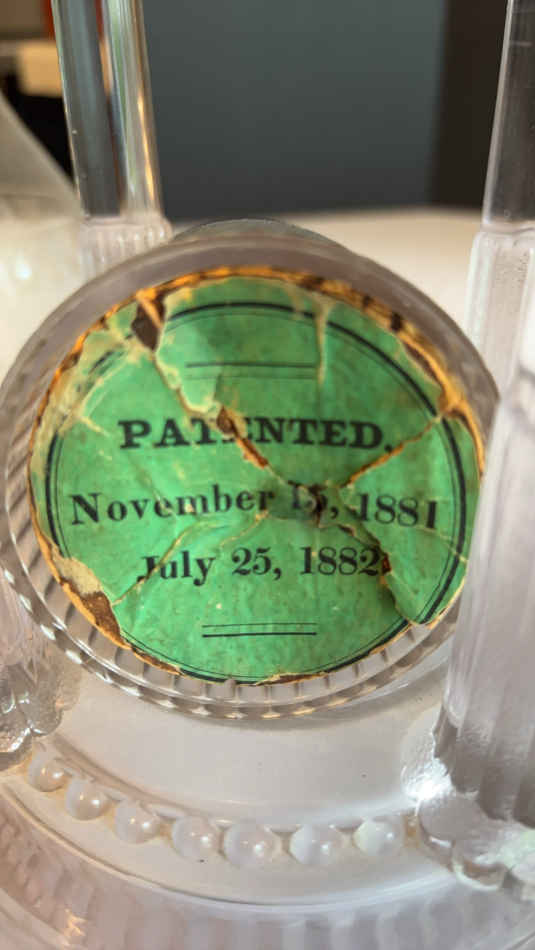 PATENTED.
November 15, 1881
July 25, 1882.